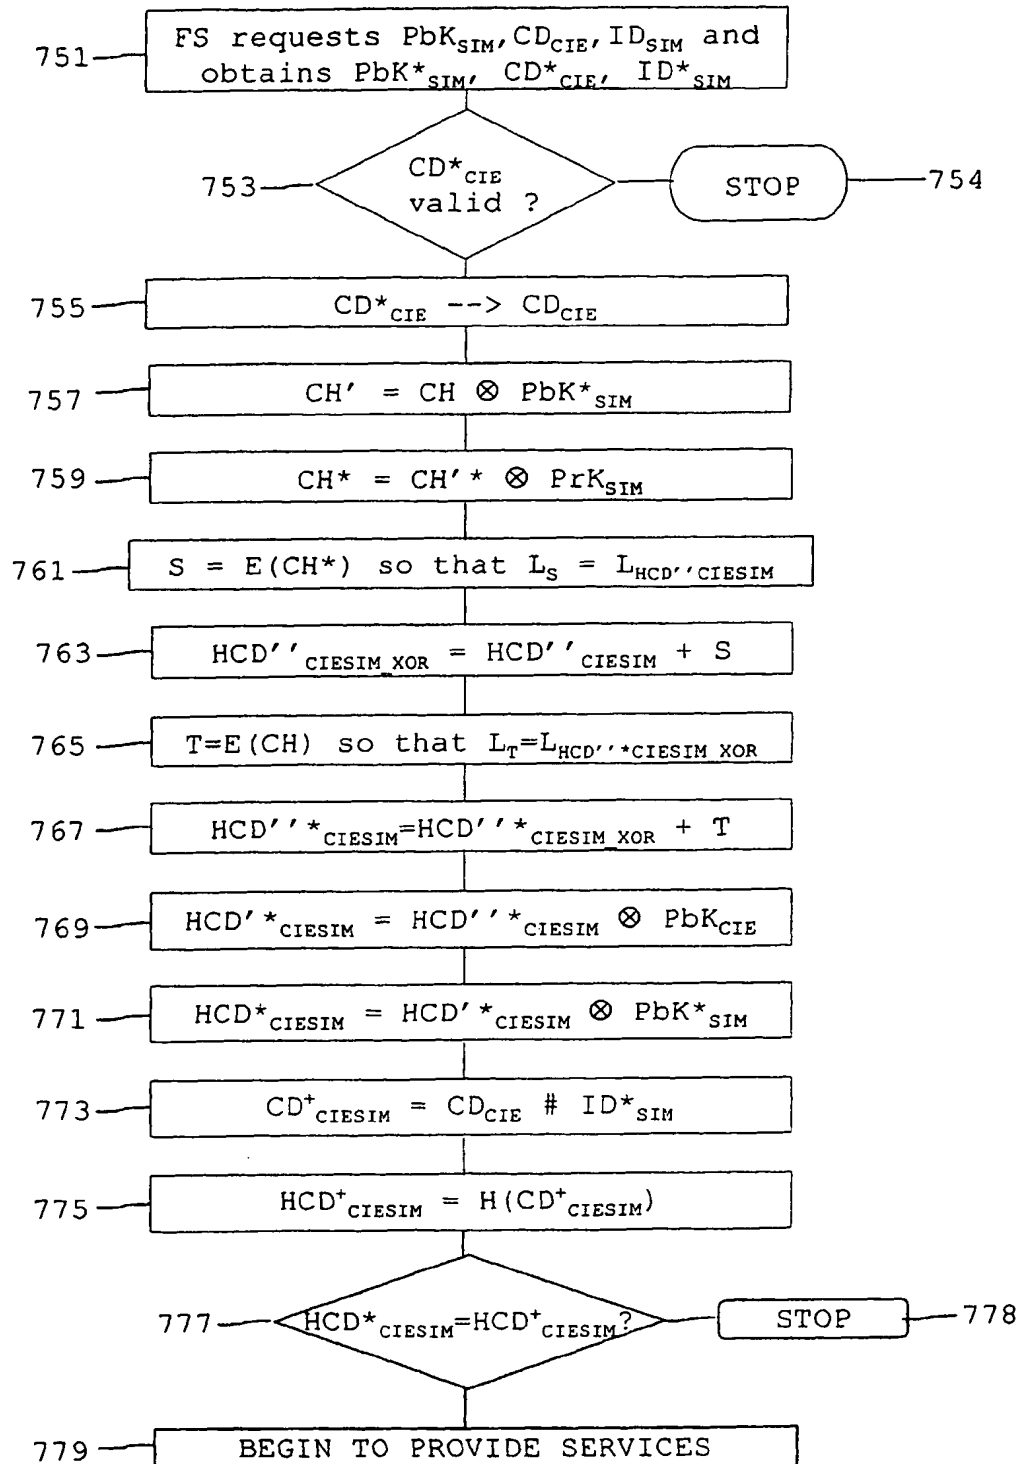 751 FS requests PbK_SIM, CD_CIE, ID_SIM and
obtains PbK*_SIM, CD*_CIE, ID*_SIM
753 CD*_CIE
valid ?
STOP 754
755 CD*_CIE --> CD_CIE
757 CH' = CH ⊗ PbK*_SIM
759 CH* = CH'* ⊗ PrK_SIM
761 S = E(CH*) so that L_S = L_HCD''CIESIM
763 HCD''_CIESIM_XOR = HCD''_CIESIM + S
765 T=E(CH) so that L_T=L_HCD''*CIESIM XOR
767 HCD''*_CIESIM=HCD''*_CIESIM_XOR + T
769 HCD'*_CIESIM = HCD''*_CIESIM ⊗ PbK_CIE
771 HCD*_CIESIM = HCD'*_CIESIM ⊗ PbK*_SIM
773 CD⁺_CIESIM = CD_CIE # ID*_SIM
775 HCD⁺_CIESIM = H(CD⁺_CIESIM)
777 HCD*_CIESIM=HCD⁺_CIESIM? STOP 778
779 BEGIN TO PROVIDE SERVICES